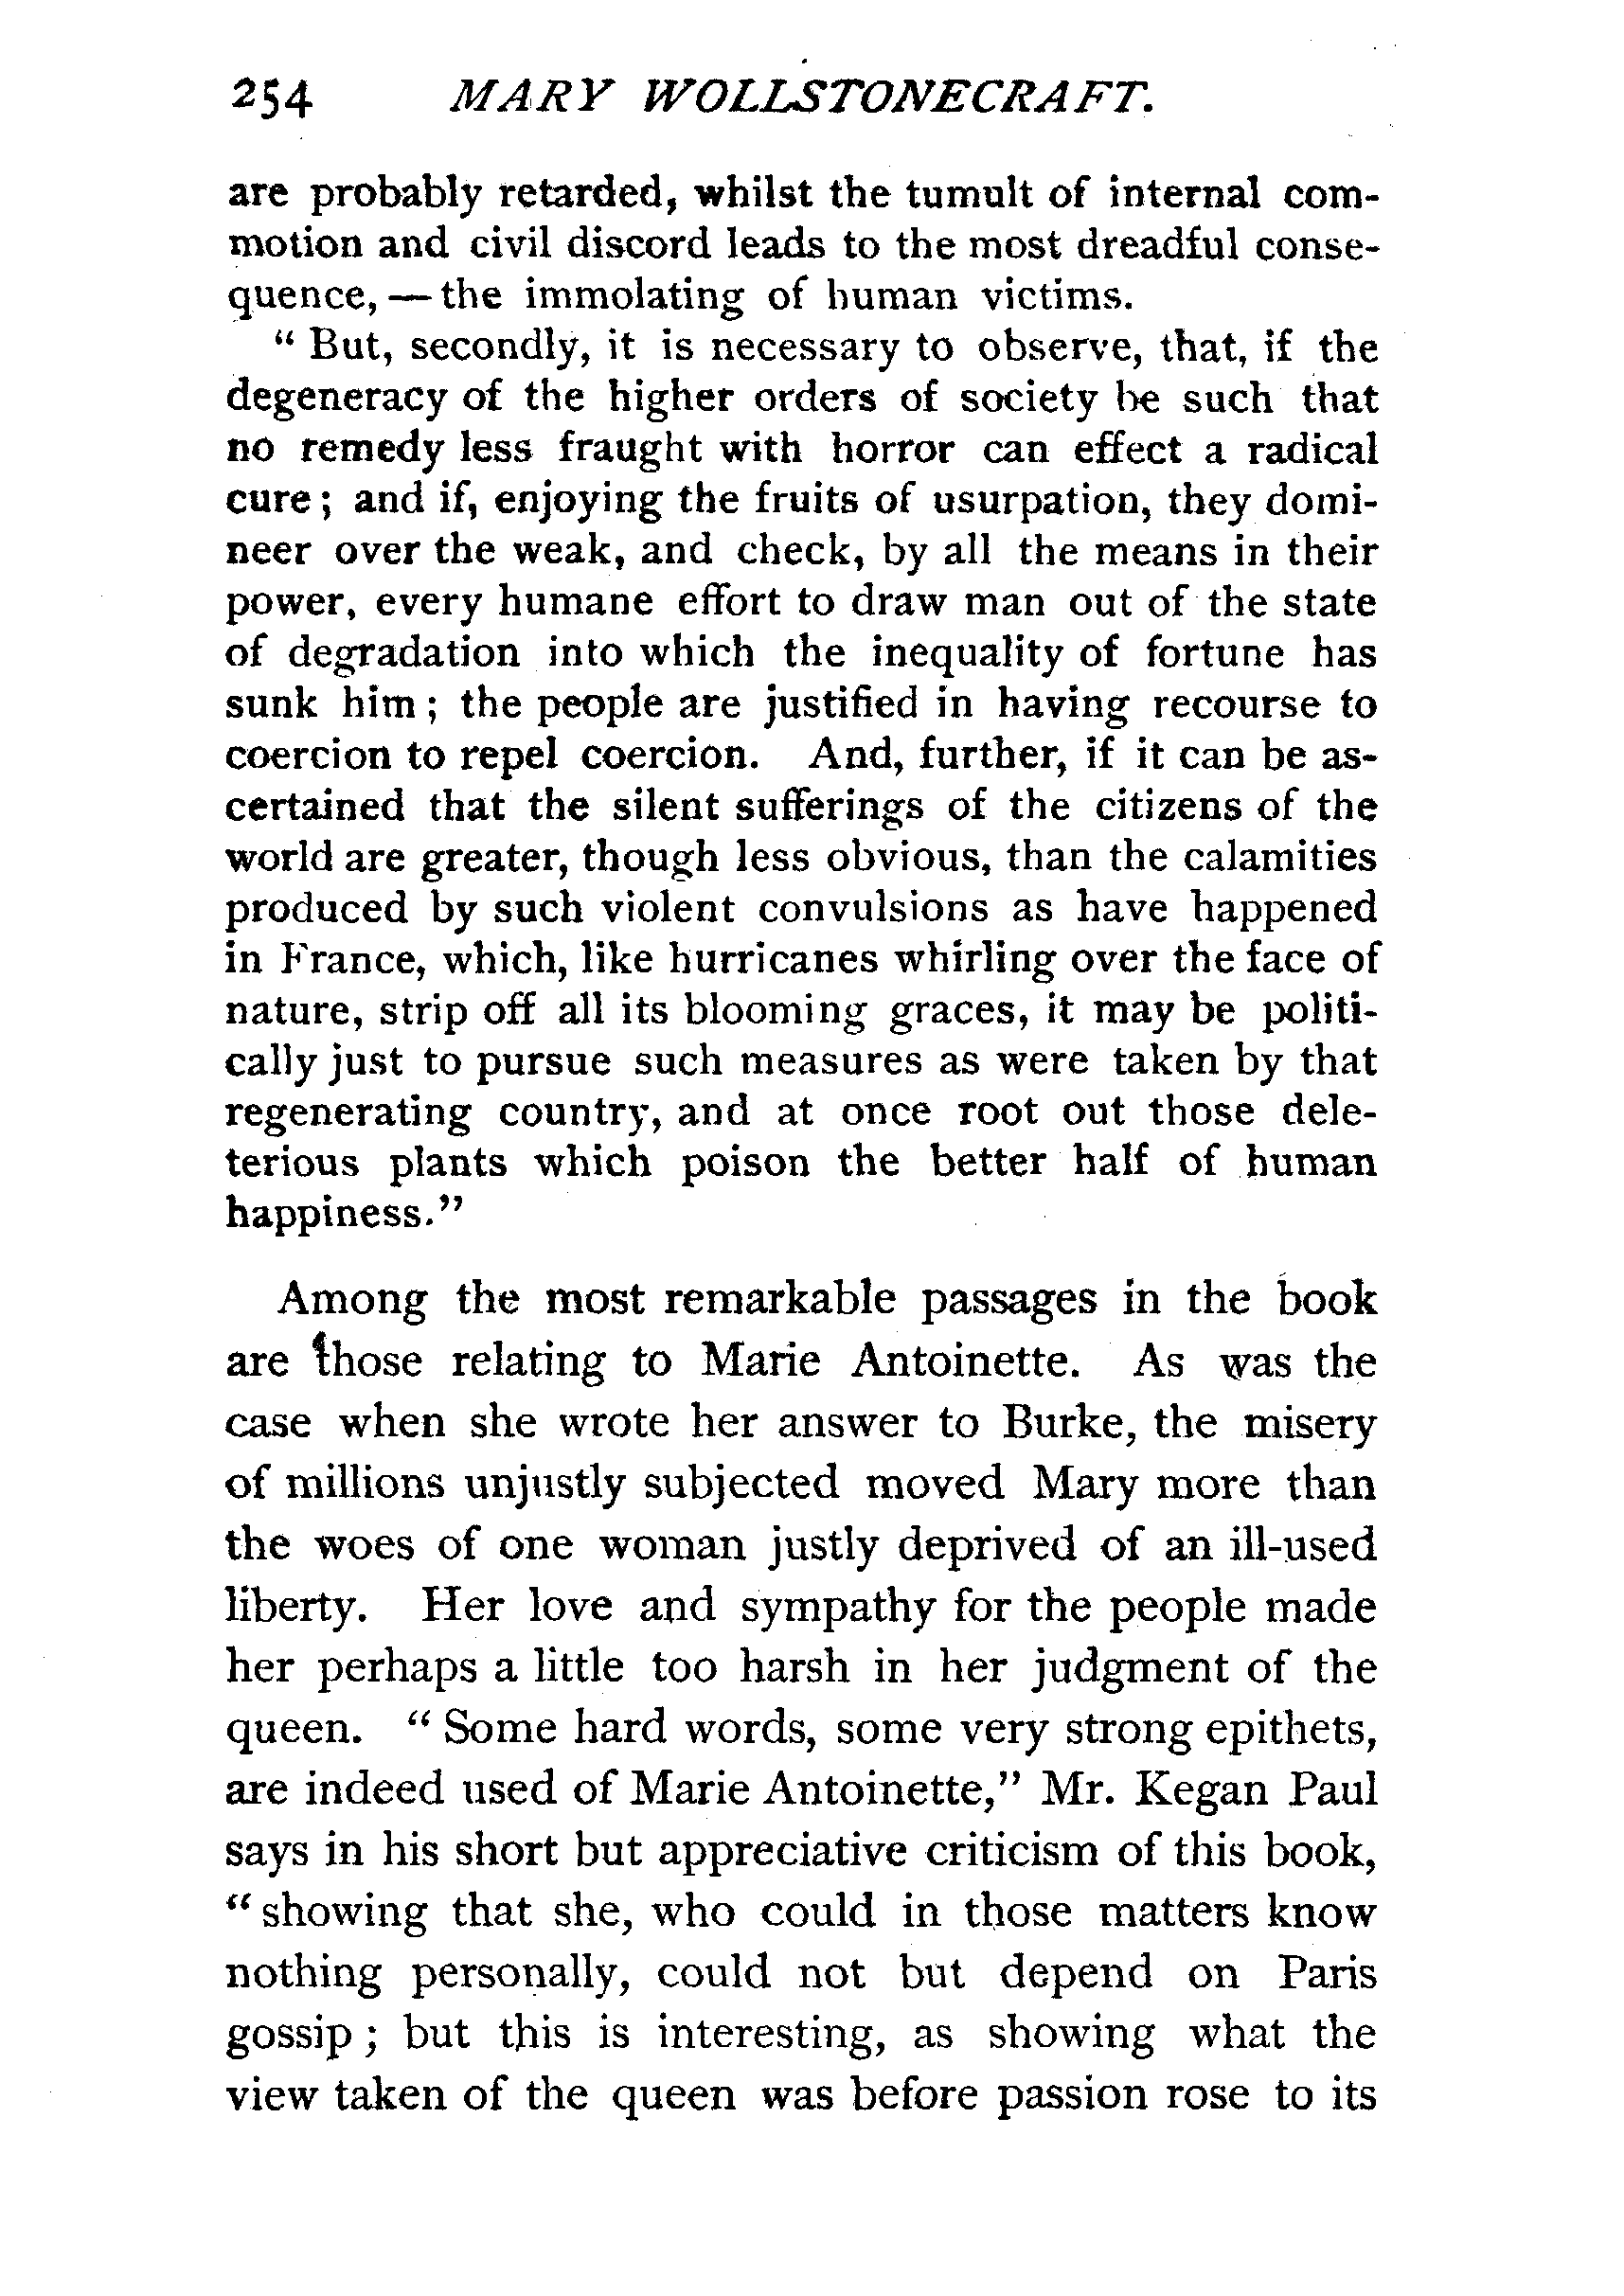 254 MARY WOLLSTONECRAFT.
are probably retarded, whilst the tumult of internal com-
motion and civil discord leads to the most dreadful conse-
quence, — the immolating of human victims.
“ But, secondly, it is necessary to observe, that, if the
degeneracy of the higher orders of society be such that
no remedy less fraught with horror can effect a radical
cure ; and if, enjoying the fruits of usurpation, they domi-
neer over the weak, and check, by all the means in their
power, every humane effort to draw man out of the state
of degradation into which the inequality of fortune has
sunk him ; the people are justified in having recourse to
coercion to repel coercion. And, further, if it can be as-
certained that the silent sufferings of the citizens of the
world are greater, though less obvious, than the calamities
produced by such violent convulsions as have happened
in France, which, like hurricanes whirling over the face of
nature, strip off all its blooming graces, it may be politi-
cally just to pursue such measures as were taken by that
regenerating country, and at once root out those dele-
terious plants which poison the better half of human
happiness.”
Among the most remarkable passages in the book
are those relating to Marie Antoinette. As was the
case when she wrote her answer to Burke, the misery
of millions unjustly subjected moved Mary more than
the woes of one woman justly deprived of an ill-used
liberty. Her love and sympathy for the people made
her perhaps a little too harsh in her judgment of the
queen. “ Some hard words, some very strong epithets,
are indeed used of Marie Antoinette,” Mr. Kegan Paul
says in his short but appreciative criticism of this book,
“ showing that she, who could in those matters know
nothing personally, could not but depend on Paris
gossip ; but this is interesting, as showing what the
view taken of the queen was before passion rose to its